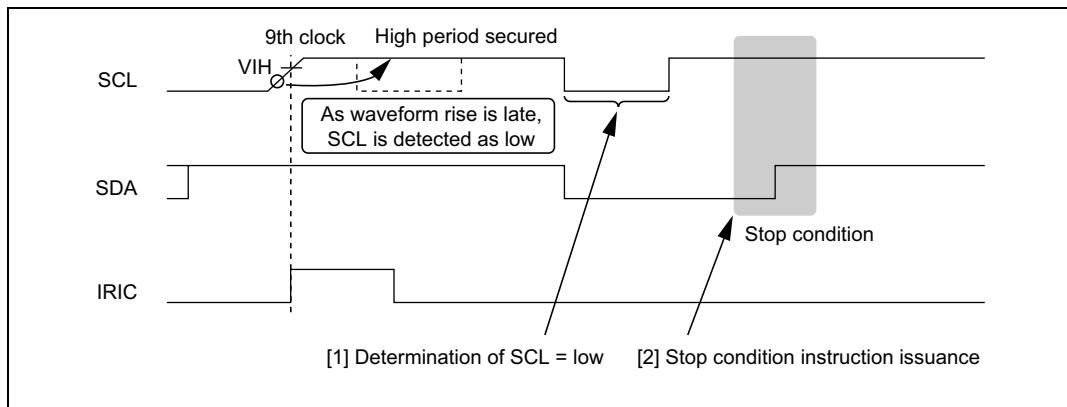 9th clock
High period secured
VIH
SCL
As waveform rise is late,
SCL is detected as low
SDA
Stop condition
IRIC
[1] Determination of SCL = low
[2] Stop condition instruction issuance